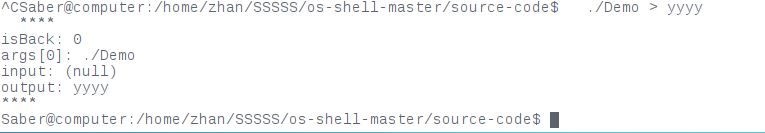 ^CSaber@computer:/home/zhan/SSSSS/os-shell-master/source-code$   ./Demo > yyyy
  ****
isBack: 0
args[0]: ./Demo
input: (null)
output: yyyy
****
Saber@computer:/home/zhan/SSSSS/os-shell-master/source-code$